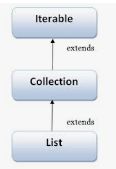 Iterable
extends
Collection
extends
List